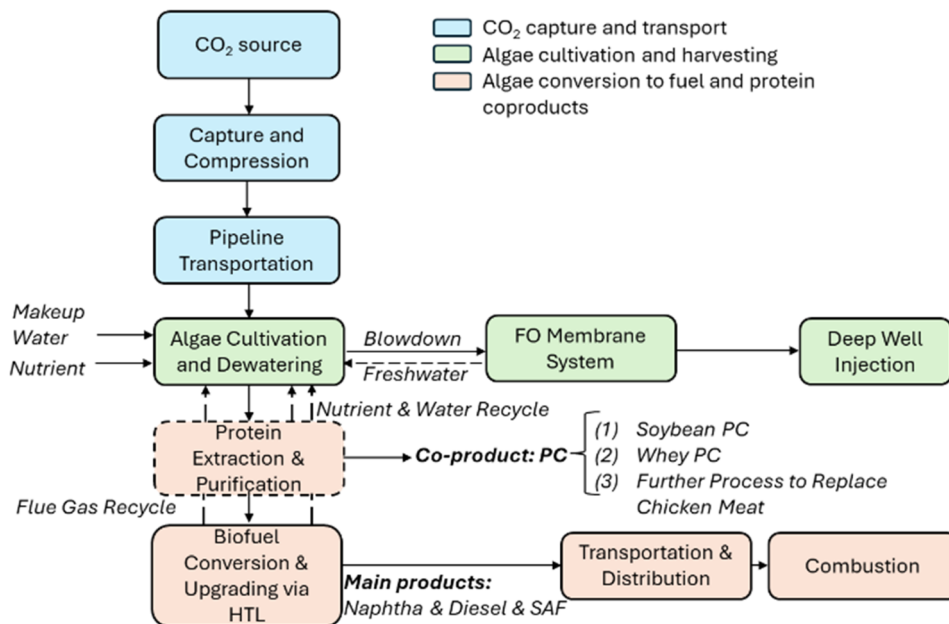 CO₂ source
CO₂ capture and transport
Algae cultivation and harvesting
Algae conversion to fuel and protein
coproducts
Capture and
Compression
Pipeline
Transportation
Makeup
Water
Nutrient
Algae Cultivation
and Dewatering
Blowdown
Freshwater
FO Membrane
System
Deep Well
Injection
Nutrient & Water Recycle
Protein
Extraction &
Purification
Co-product: PC
(1) Soybean PC
(2) Whey PC
(3) Further Process to Replace
Chicken Meat
Flue Gas Recycle
Biofuel
Conversion &
Upgrading via
HTL
Main products:
Naphtha & Diesel & SAF
Transportation &
Distribution
Combustion